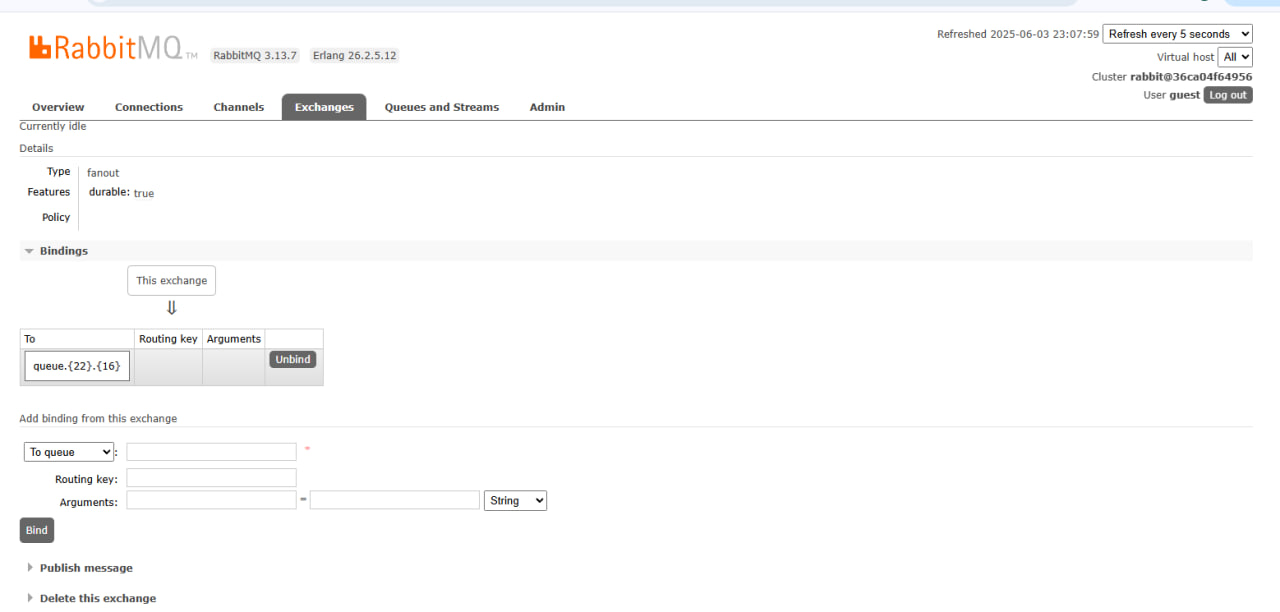 RabbitMQ TM RabbitMQ 3.13.7 Erlang 26.2.5.12
Refreshed 2025-06-03 23:07:59 Refresh every 5 seconds
Virtual host All
Cluster rabbit@36ca04f64956
User guest Log out
Overview Connections Channels Exchanges Queues and Streams Admin
Currently idle
Details
Type fanout
Features durable: true
Policy
Bindings
This exchange
⇓
To Routing key Arguments
queue.{22}.{16} Unbind
Add binding from this exchange
To queue : *
Routing key:
Arguments: = String
Bind
Publish message
Delete this exchange